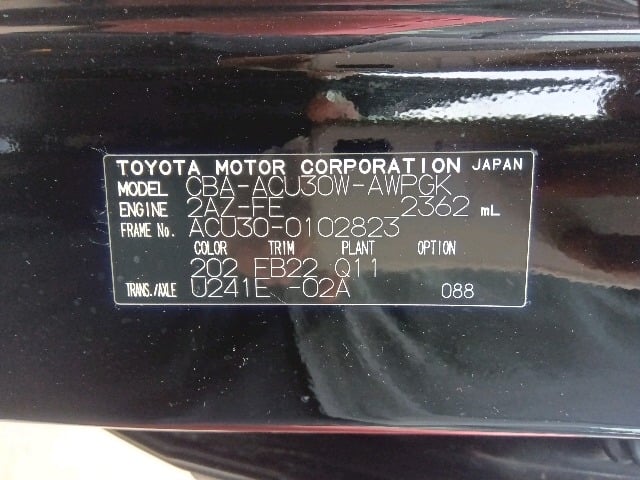 TOYOTA MOTOR CORPORATION JAPAN
MODEL CBA-ACU30W-AWPGK
ENGINE 2AZ-FE 2362 mL
FRAME No. ACU30-0102823
COLOR TRIM PLANT OPTION
202 FB22 Q11
TRANS./AXLE U241E -02A 088